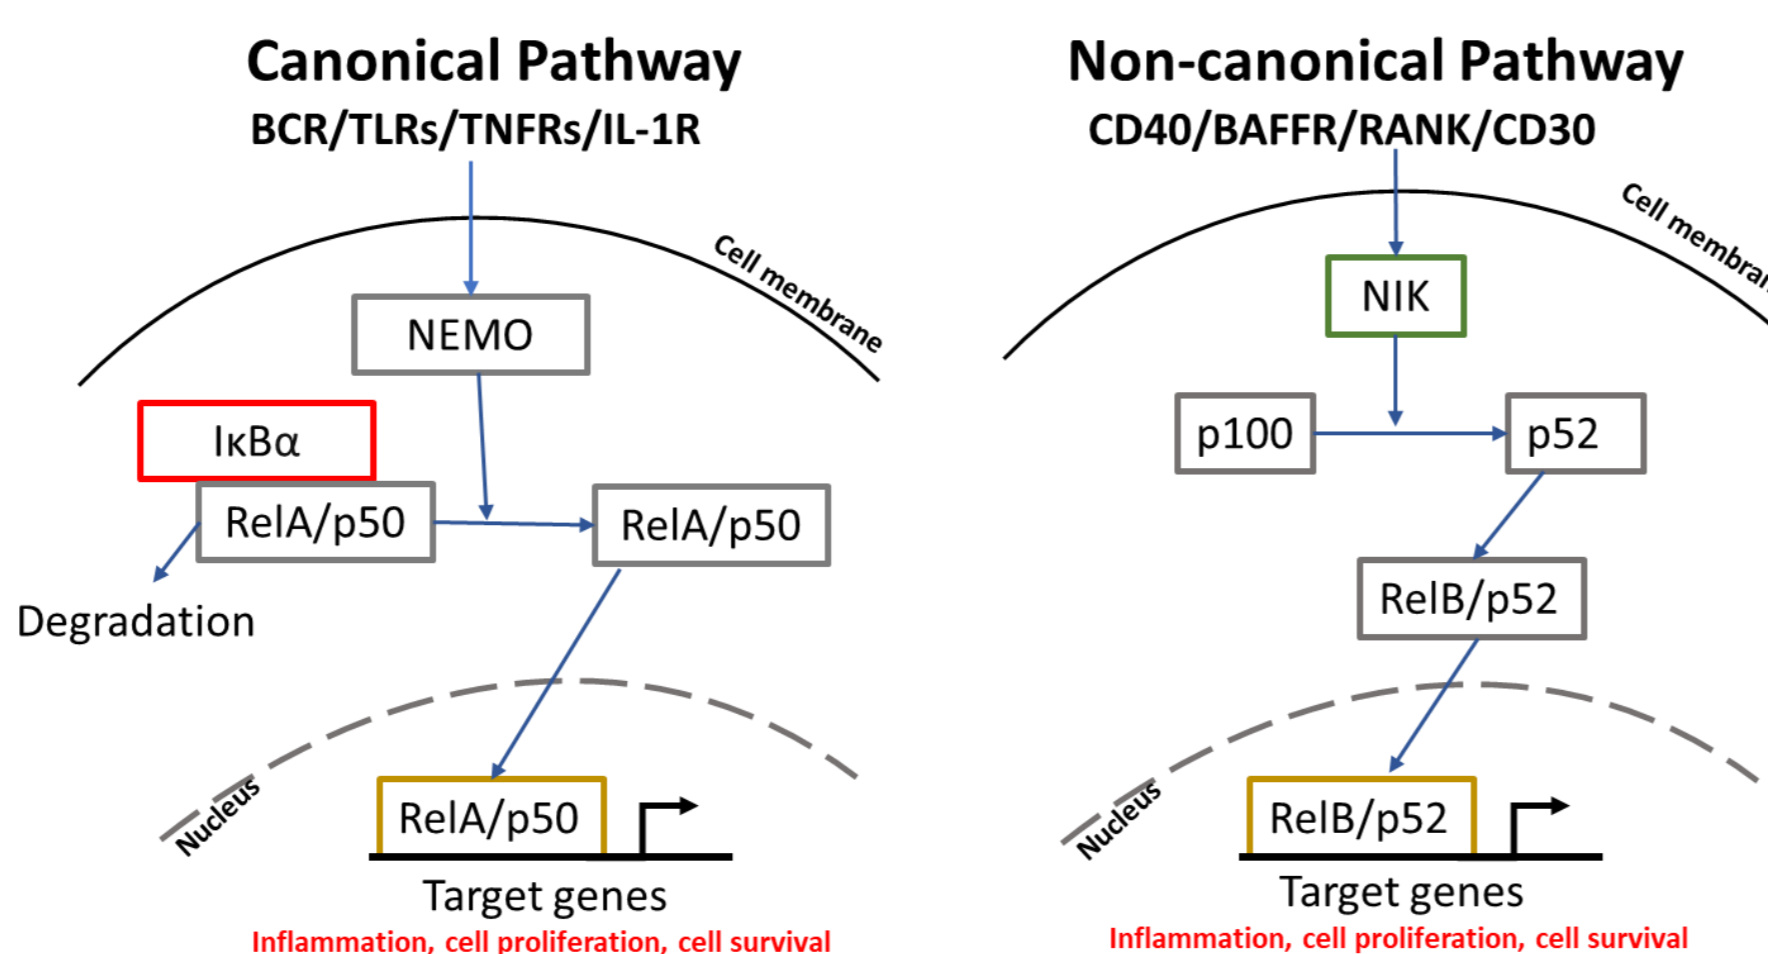 Canonical Pathway
BCR/TLRs/TNFRs/IL-1R
Cell membrane
NEMO
IκBα
RelA/p50
RelA/p50
Degradation
Nucleus
RelA/p50
Target genes
Inflammation, cell proliferation, cell survival
Non-canonical Pathway
CD40/BAFFR/RANK/CD30
Cell membran
NIK
p100
p52
RelB/p52
Nucleus
RelB/p52
Target genes
Inflammation, cell proliferation, cell survival